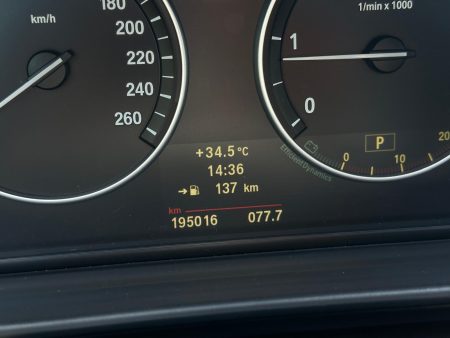 180
km/h
200
220
240
260
1/min x 1000
1
0
EfficientDynamics
P
0
10
20
+34.5°C
14:36
137 km
km
195016 077.7